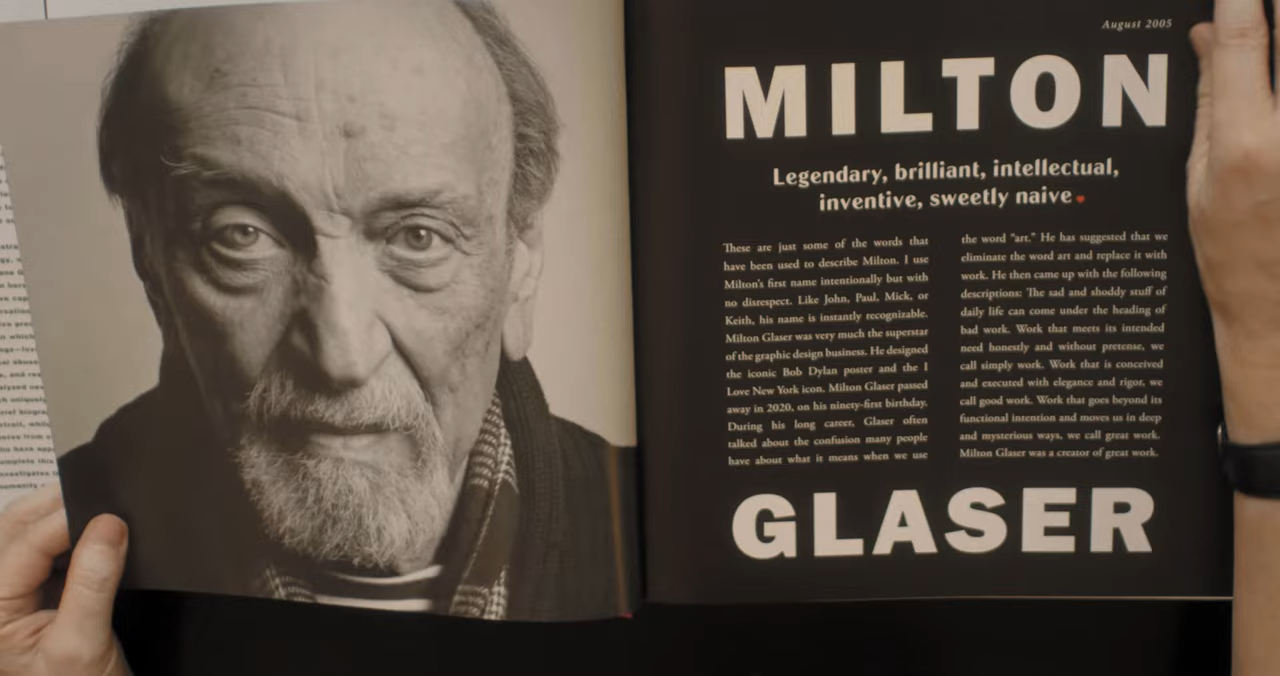 August 2005
MILTON
Legendary, brilliant, intellectual,
inventive, sweetly naive
These are just some of the words that
have been used to describe Milton. I use
Milton's first name intentionally but with
no disrespect. Like John, Paul, Mick, or
Keith, his name is instantly recognizable.
Milton Glaser was very much the superstar
of the graphic design business. He designed
the iconic Bob Dylan poster and the I
Love New York icon. Milton Glaser passed
away in 2020, on his ninety-first birthday.
During his long career, Glaser often
talked about the confusion many people
have about what it means when we use
the word "art." He has suggested that we
eliminate the word art and replace it with
work. He then came up with the following
descriptions: The sad and shoddy stuff of
daily life can come under the heading of
bad work. Work that meets its intended
need honestly and without pretense, we
call simply work. Work that is conceived
and executed with elegance and rigor, we
call good work. Work that goes beyond its
functional intention and moves us in deep
and mysterious ways, we call great work.
Milton Glaser was a creator of great work.
GLASER